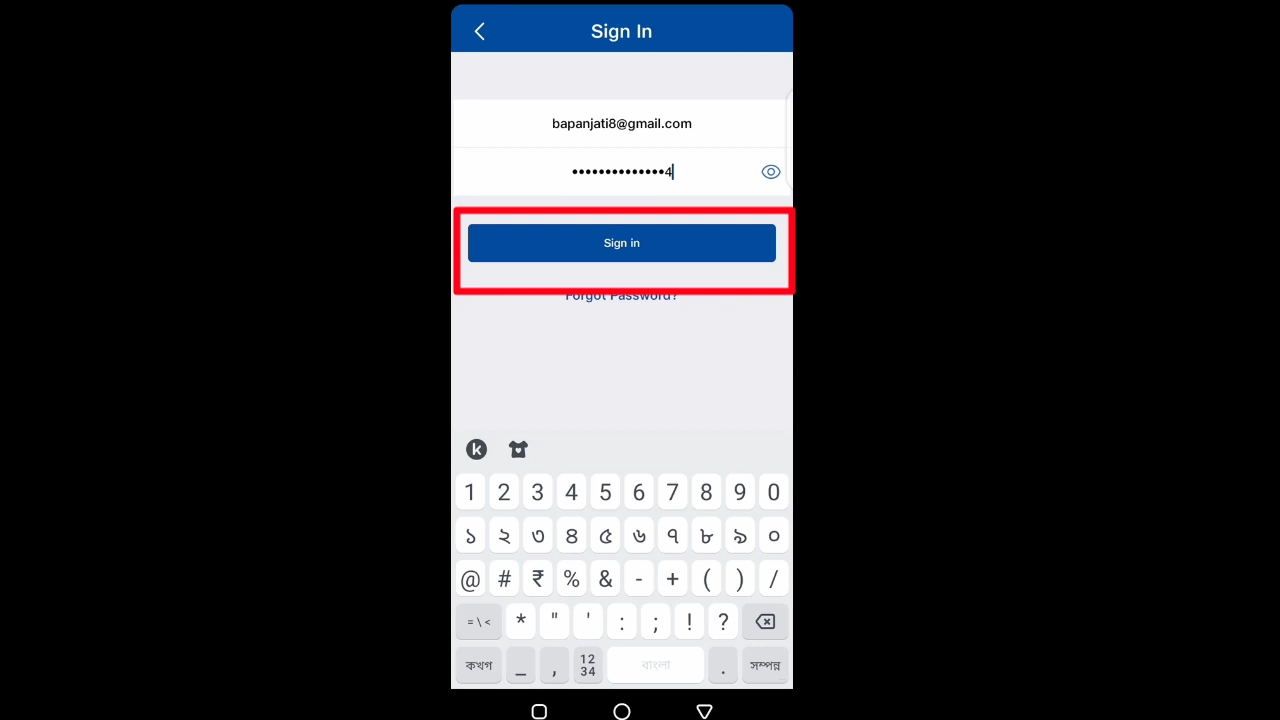 Sign In
bapanjati8@gmail.com
••••••••••••••4
Sign in
Forgot Password?
k
1 2 3 4 5 6 7 8 9 0
১ ২ ৩ ৪ ৫ ৬ ৭ ৮ ৯ ০
@ # ₹ % & - + ( ) /
= \ < * " ' : ; ! ?
কখগ _ , 12 34 বাংলা . সম্পন্ন